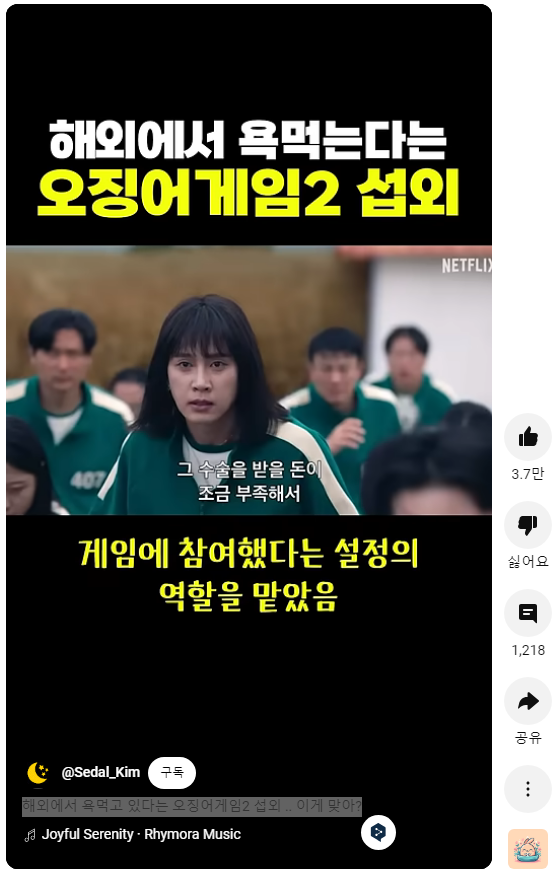 해외에서 욕먹는다는
오징어게임2 섭외
NETFLIX
407
그 수술을 받을 돈이
조금 부족해서
게임에 참여했다는 설정의
역할을 맡았음
3.7만
싫어요
1,218
공유
@Sedal_Kim 구독
해외에서 욕먹고 있다는 오징어게임2 섭외 .. 이게 맞아?
Joyful Serenity · Rhymora Music